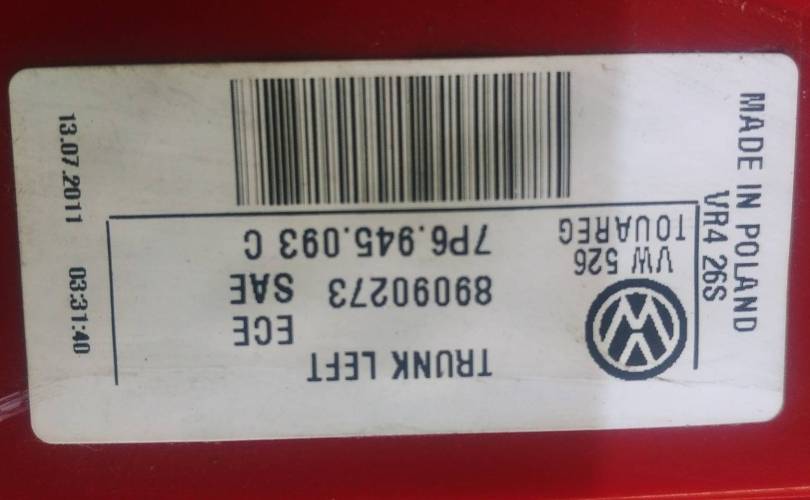 TRUNK LEFT
ECE
89090273 SAE
7P6.945.093 C
VW 526
TOUAREG
MADE IN POLAND
VR4 26S
13.07.2011 03:31:40